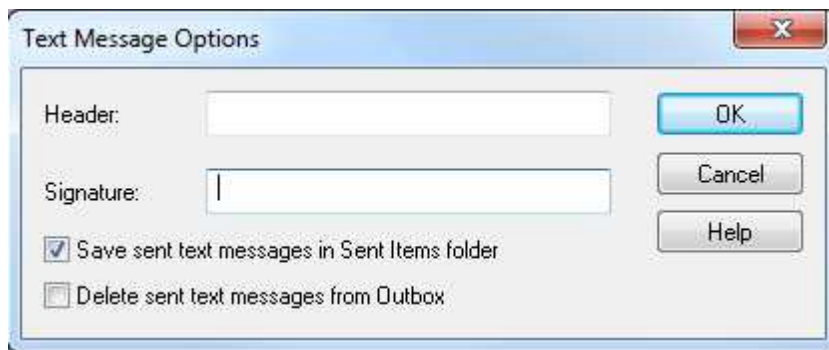 Text Message Options
Header:
OK
Signature:
Cancel
Help
Save sent text messages in Sent Items folder
Delete sent text messages from Outbox